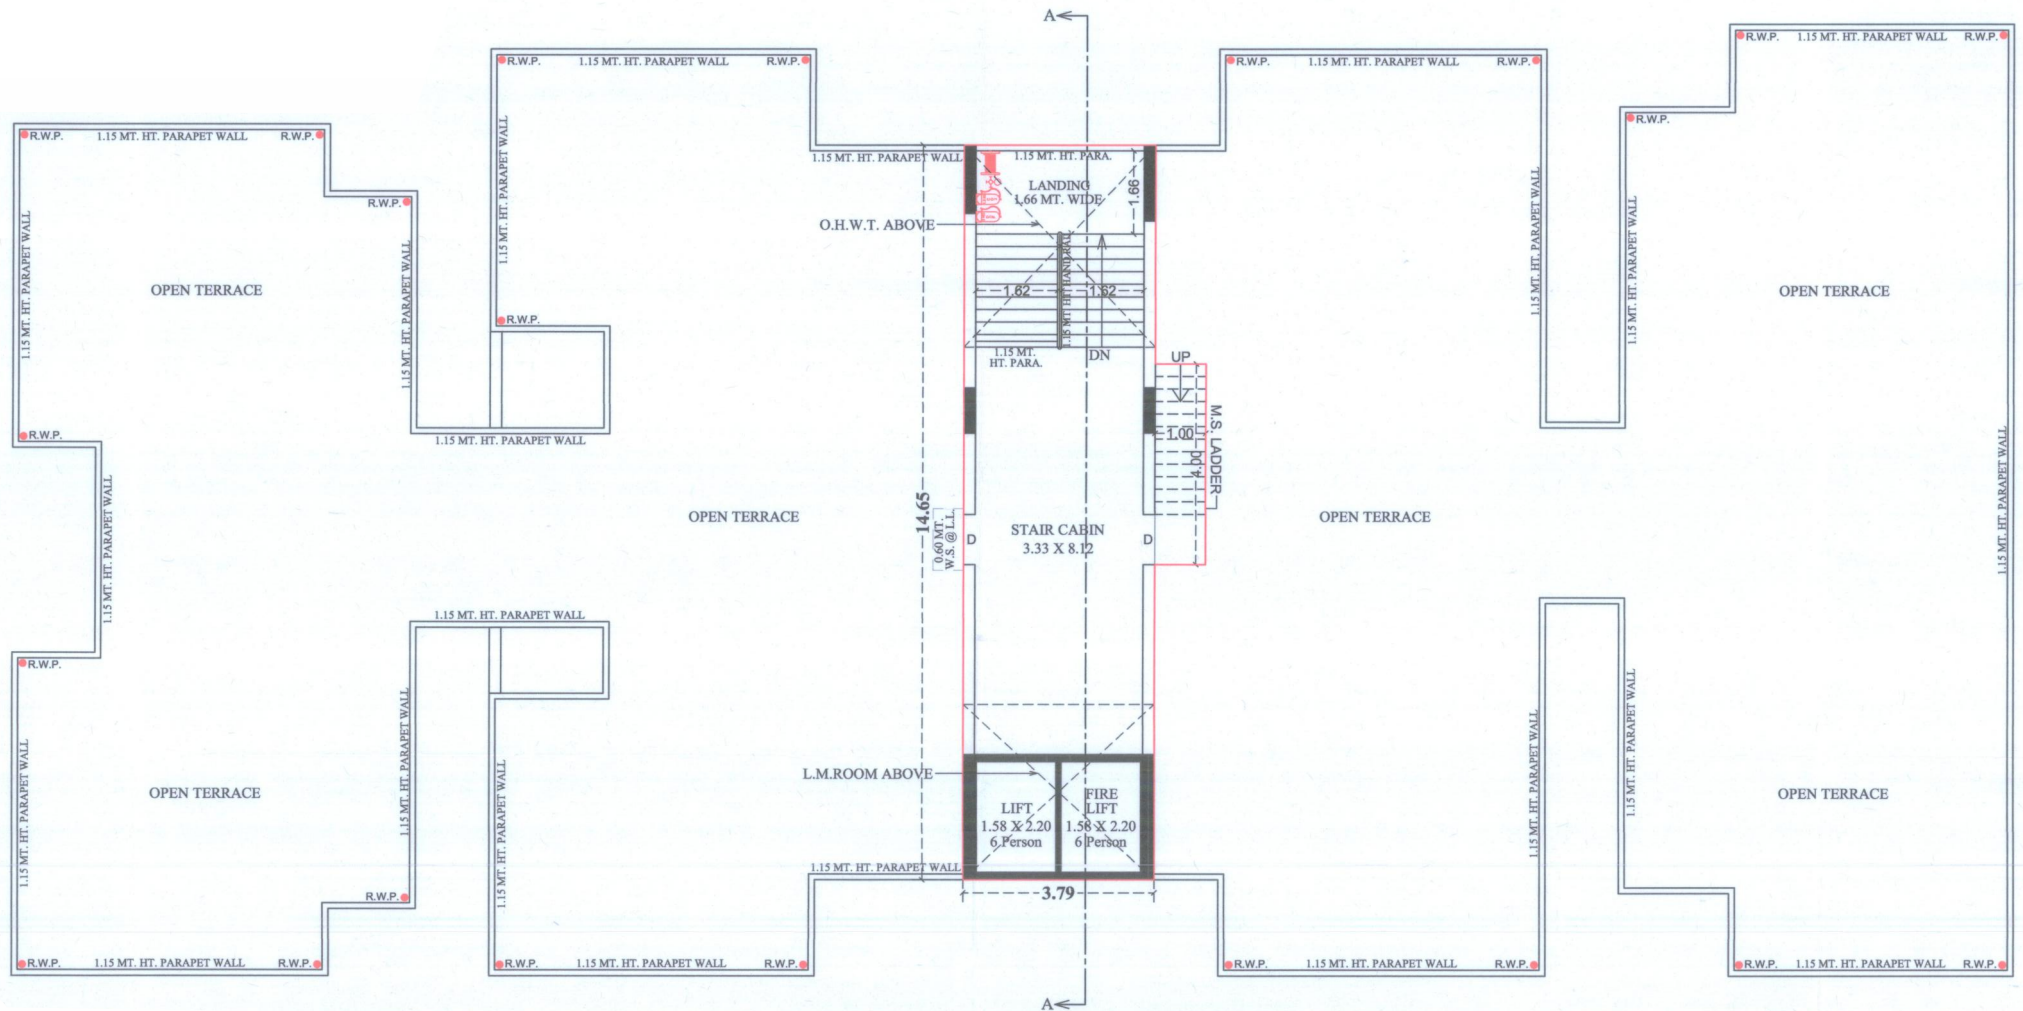 A
R.W.P. 1.15 MT. HT. PARAPET WALL R.W.P.
R.W.P. 1.15 MT. HT. PARAPET WALL R.W.P.
R.W.P. 1.15 MT. HT. PARAPET WALL R.W.P.
R.W.P. 1.15 MT. HT. PARAPET WALL R.W.P.
R.W.P.
R.W.P.
1.15 MT. HT. PARAPET WALL
1.15 MT. HT. PARA.
LANDING
1.66 MT. WIDE
1.66
O.H.W.T. ABOVE
1.15 MT. HT. PARAPET WALL
1.15 MT. HT. PARAPET WALL
1.15 MT. HT. PARAPET WALL
1.15 MT. HT. PARAPET WALL
1.15 MT. HT. PARAPET WALL
1.15 MT. HT. PARAPET WALL
1.15 MT. HT. PARAPET WALL
OPEN TERRACE
OPEN TERRACE
1.62
1.62
1.15 MT HT HANDRAIL
R.W.P.
1.15 MT.
HT. PARA.
DN
UP
R.W.P.
1.15 MT. HT. PARAPET WALL
1.00
4.00
M.S. LADDER
1.15 MT. HT. PARAPET WALL
1.15 MT. HT. PARAPET WALL
14.65
OPEN TERRACE
OPEN TERRACE
0.60 MT.
W.S. @ L.L
D
STAIR CABIN
3.33 X 8.12
D
1.15 MT. HT. PARAPET WALL
R.W.P.
1.15 MT. HT. PARAPET WALL
1.15 MT. HT. PARAPET WALL
1.15 MT. HT. PARAPET WALL
1.15 MT. HT. PARAPET WALL
1.15 MT. HT. PARAPET WALL
L.M.ROOM ABOVE
OPEN TERRACE
OPEN TERRACE
LIFT
1.58 X 2.20
6 Person
FIRE
LIFT
1.58 X 2.20
6 Person
1.15 MT. HT. PARAPET WALL
R.W.P.
3.79
R.W.P. 1.15 MT. HT. PARAPET WALL R.W.P.
R.W.P. 1.15 MT. HT. PARAPET WALL R.W.P.
R.W.P. 1.15 MT. HT. PARAPET WALL R.W.P.
R.W.P. 1.15 MT. HT. PARAPET WALL R.W.P.
A